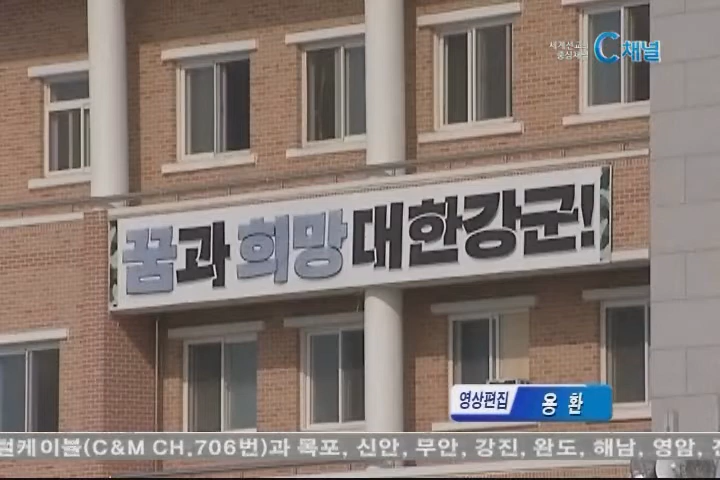 세계선교의
중심채널
C채널
꿈과 희망 대한강군!
영상편집 용 환
털케이블(C&M CH.706번)과 목포, 신안, 무안, 강진, 완도, 해남, 영암,